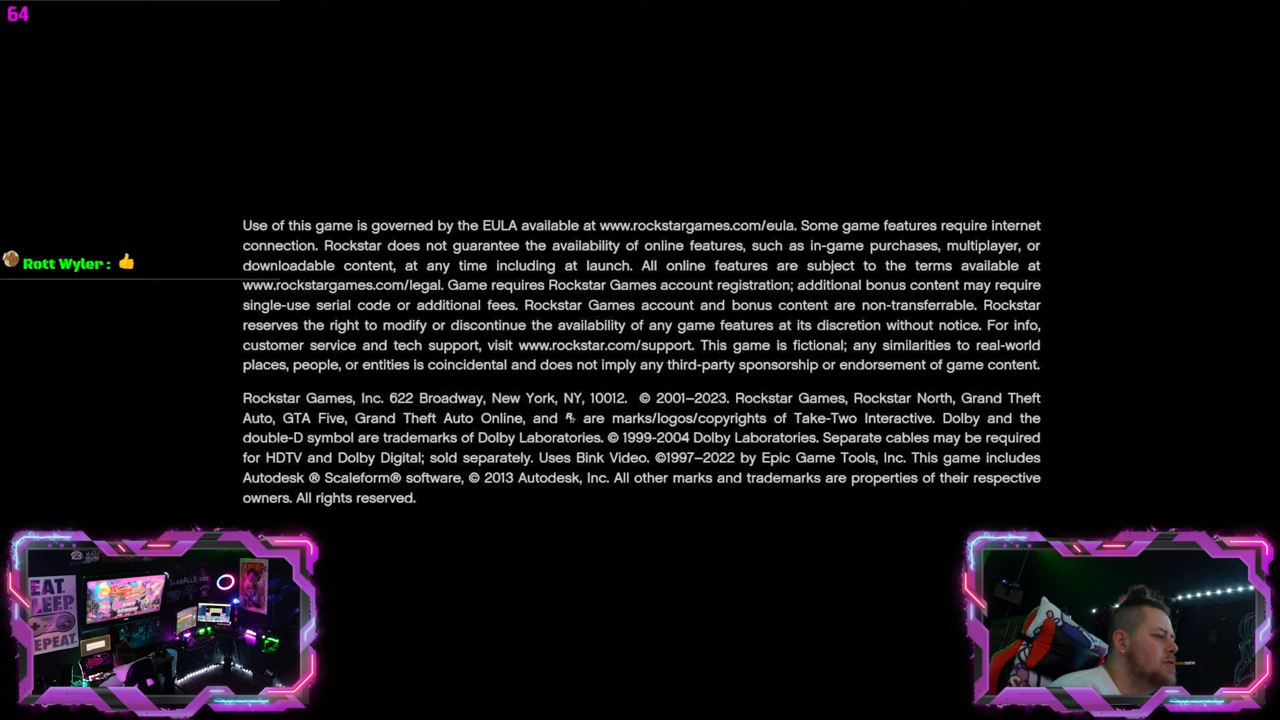 64
Use of this game is governed by the EULA available at www.rockstargames.com/eula. Some game features require internet
connection. Rockstar does not guarantee the availability of online features, such as in-game purchases, multiplayer, or
downloadable content, at any time including at launch. All online features are subject to the terms available at
www.rockstargames.com/legal. Game requires Rockstar Games account registration; additional bonus content may require
single-use serial code or additional fees. Rockstar Games account and bonus content are non-transferrable. Rockstar
reserves the right to modify or discontinue the availability of any game features at its discretion without notice. For info,
customer service and tech support, visit www.rockstar.com/support. This game is fictional; any similarities to real-world
places, people, or entities is coincidental and does not imply any third-party sponsorship or endorsement of game content.
Rott Wyler : 👍
Rockstar Games, Inc. 622 Broadway, New York, NY, 10012. © 2001–2023. Rockstar Games, Rockstar North, Grand Theft
Auto, GTA Five, Grand Theft Auto Online, and are marks/logos/copyrights of Take-Two Interactive. Dolby and the
double-D symbol are trademarks of Dolby Laboratories. © 1999-2004 Dolby Laboratories. Separate cables may be required
for HDTV and Dolby Digital; sold separately. Uses Bink Video. ©1997–2022 by Epic Game Tools, Inc. This game includes
Autodesk ® Scaleform® software, © 2013 Autodesk, Inc. All other marks and trademarks are properties of their respective
owners. All rights reserved.
EAT.
SLEEP
REPEAT.